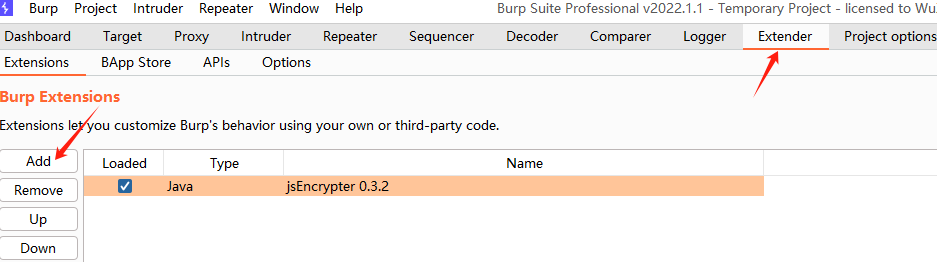 Burp Project Intruder Repeater Window Help Burp Suite Professional v2022.1.1 - Temporary Project - licensed to Wu
Dashboard Target Proxy Intruder Repeater Sequencer Decoder Comparer Logger Extender Project options
Extensions BApp Store APIs Options
Burp Extensions
Extensions let you customize Burp's behavior using your own or third-party code.
Add Loaded Type Name
Remove Java jsEncrypter 0.3.2
Up
Down